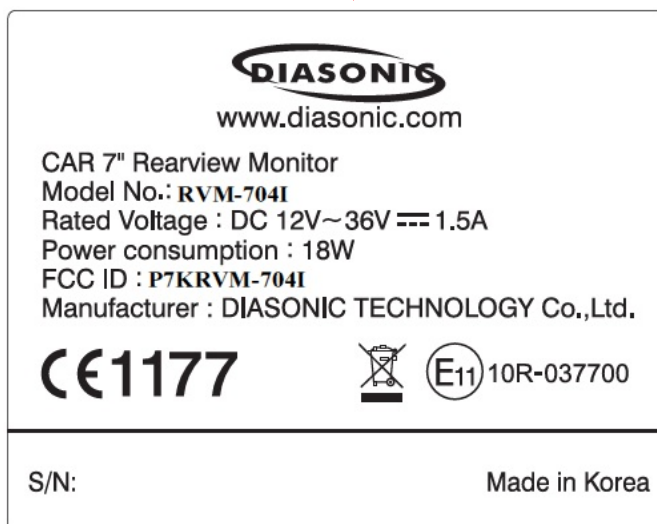 DIASONIC
www.diasonic.com
CAR 7" Rearview Monitor
Model No.: RVM-704I
Rated Voltage : DC 12V~36V ⎓ 1.5A
Power consumption : 18W
FCC ID : P7KRVM-704I
Manufacturer : DIASONIC TECHNOLOGY Co.,Ltd.
CE1177 E11 10R-037700
S/N: Made in Korea